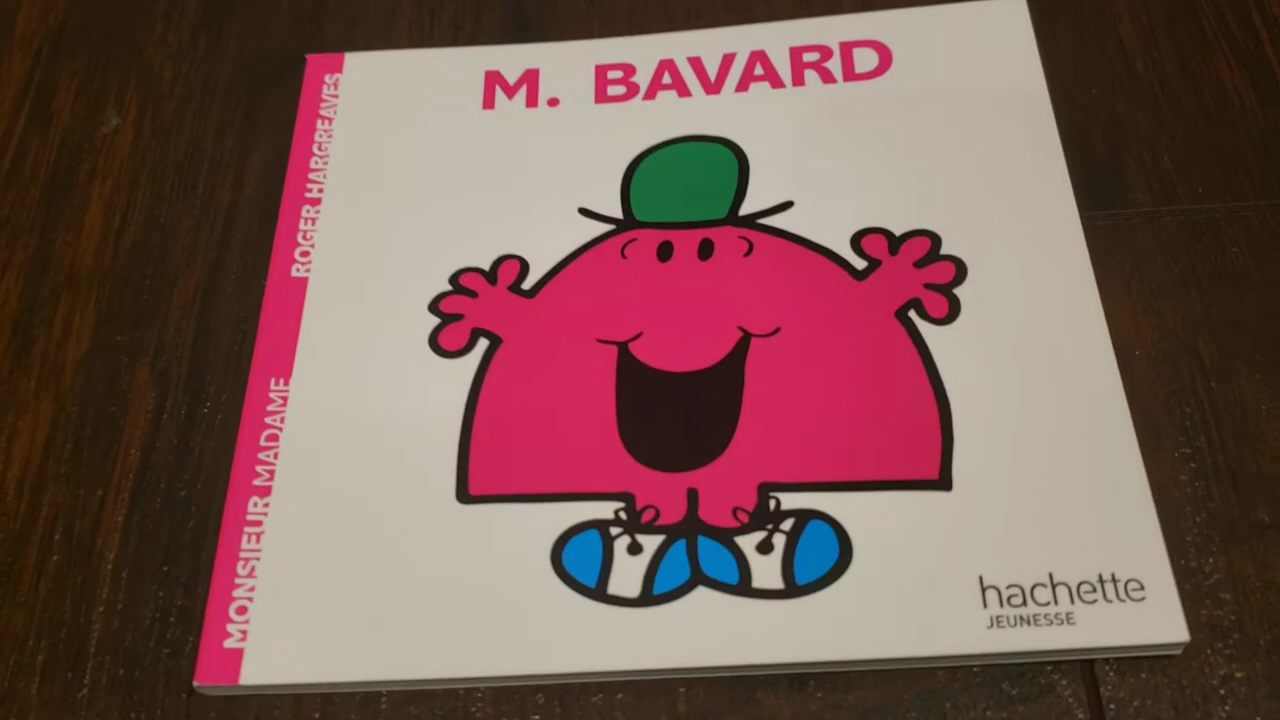 M. BAVARD
ROGER HARGREAVES
MONSIEUR MADAME
hachette
JEUNESSE